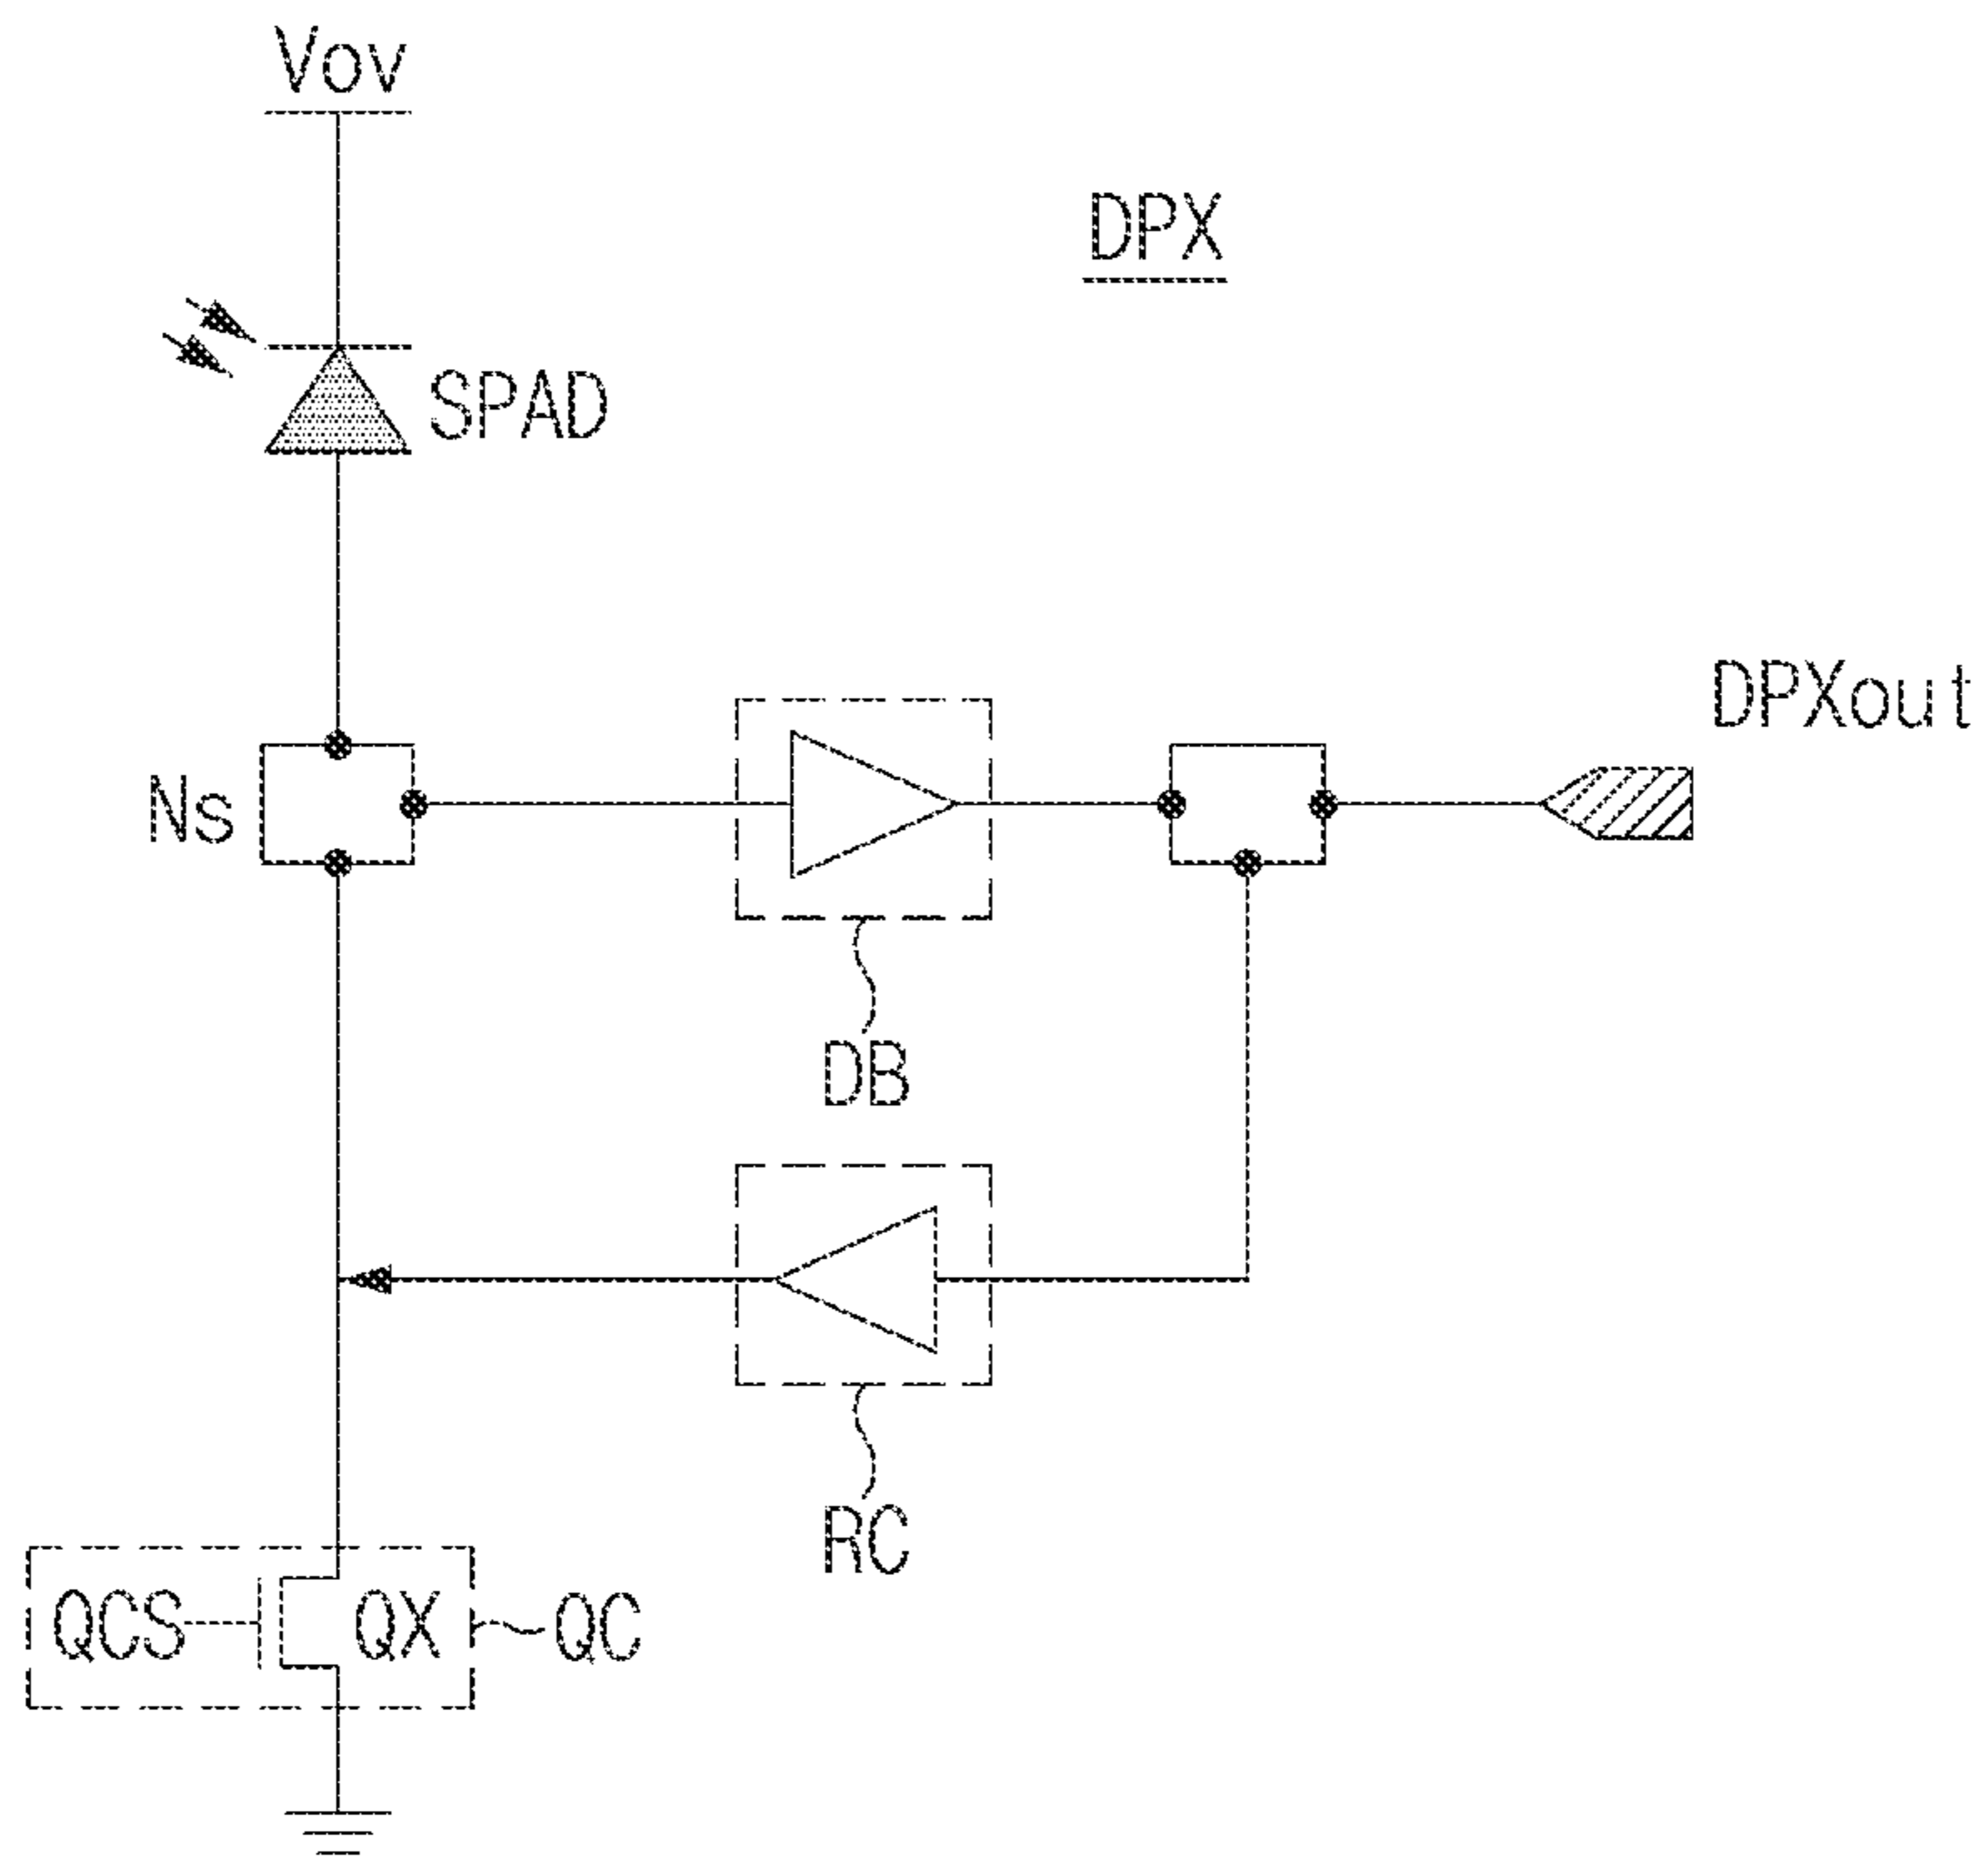 Vov
DPX
SPAD
DPXout
Ns
DB
RC
QCS
QX
QC